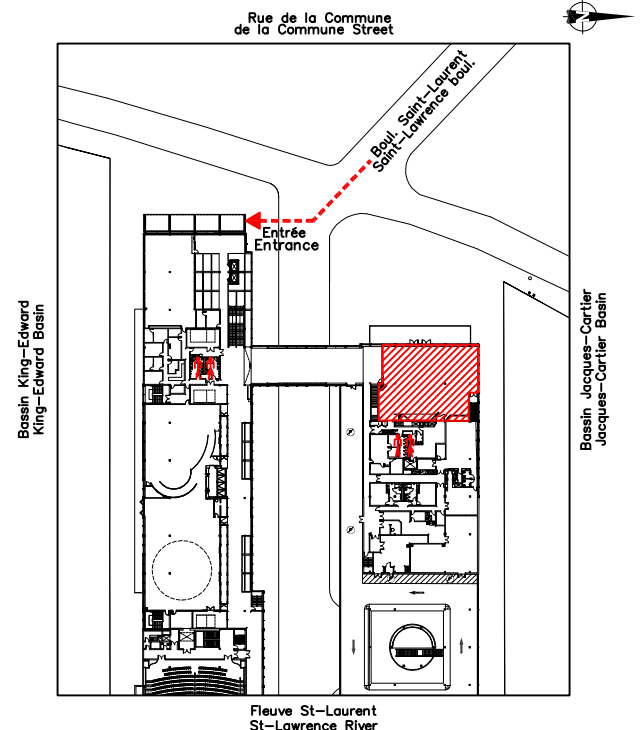 Rue de la Commune
de la Commune Street
N
Boul. Saint-Laurent
Saint-Lawrence boul.
Entrée
Entrance
Bassin King-Edward
King-Edward Basin
Bassin Jacques-Cartier
Jacques-Cartier Basin
Fleuve St-Laurent
St-Lawrence River